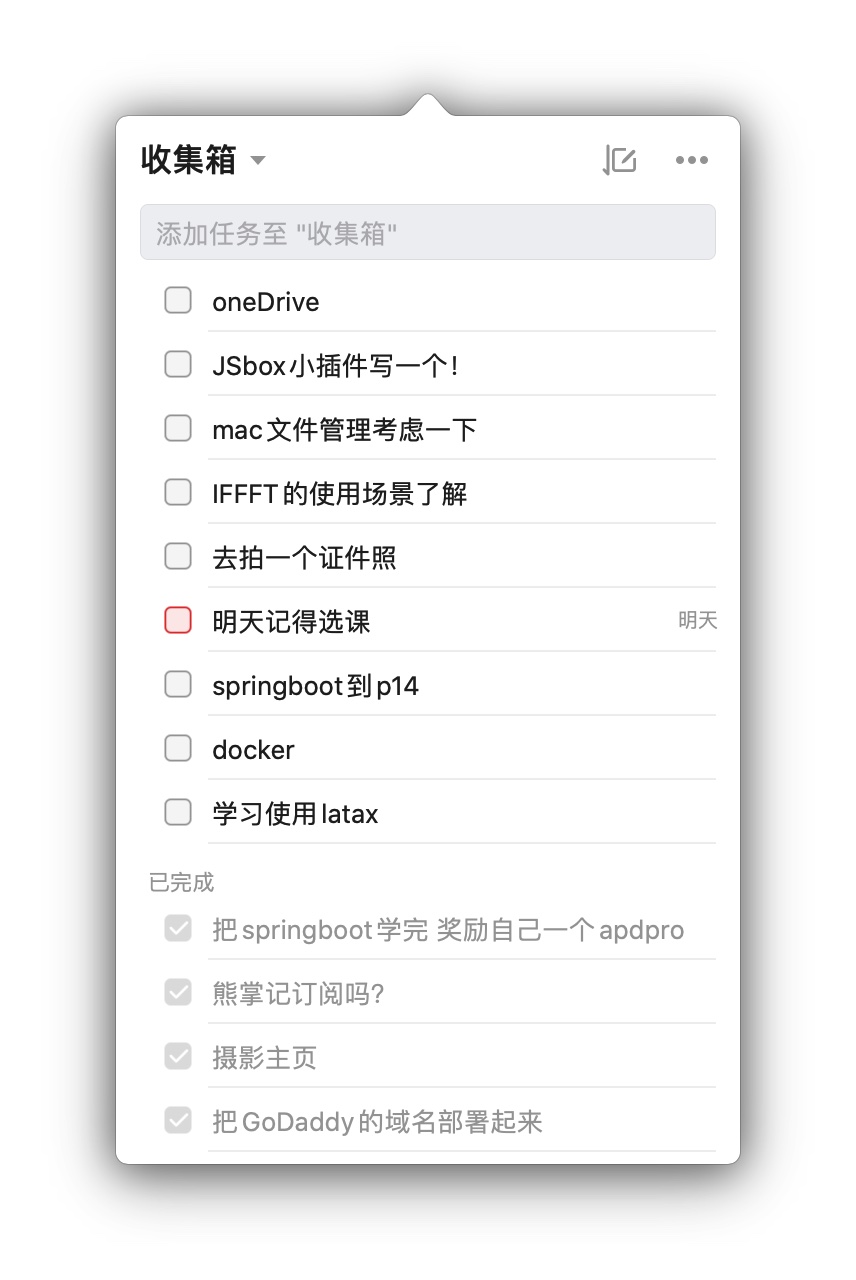 收集箱
添加任务至 "收集箱"
oneDrive
JSbox小插件写一个！
mac文件管理考虑一下
IFFFT的使用场景了解
去拍一个证件照
明天记得选课 明天
springboot到p14
docker
学习使用latax
已完成
把springboot学完 奖励自己一个apdpro
熊掌记订阅吗？
摄影主页
把GoDaddy的域名部署起来